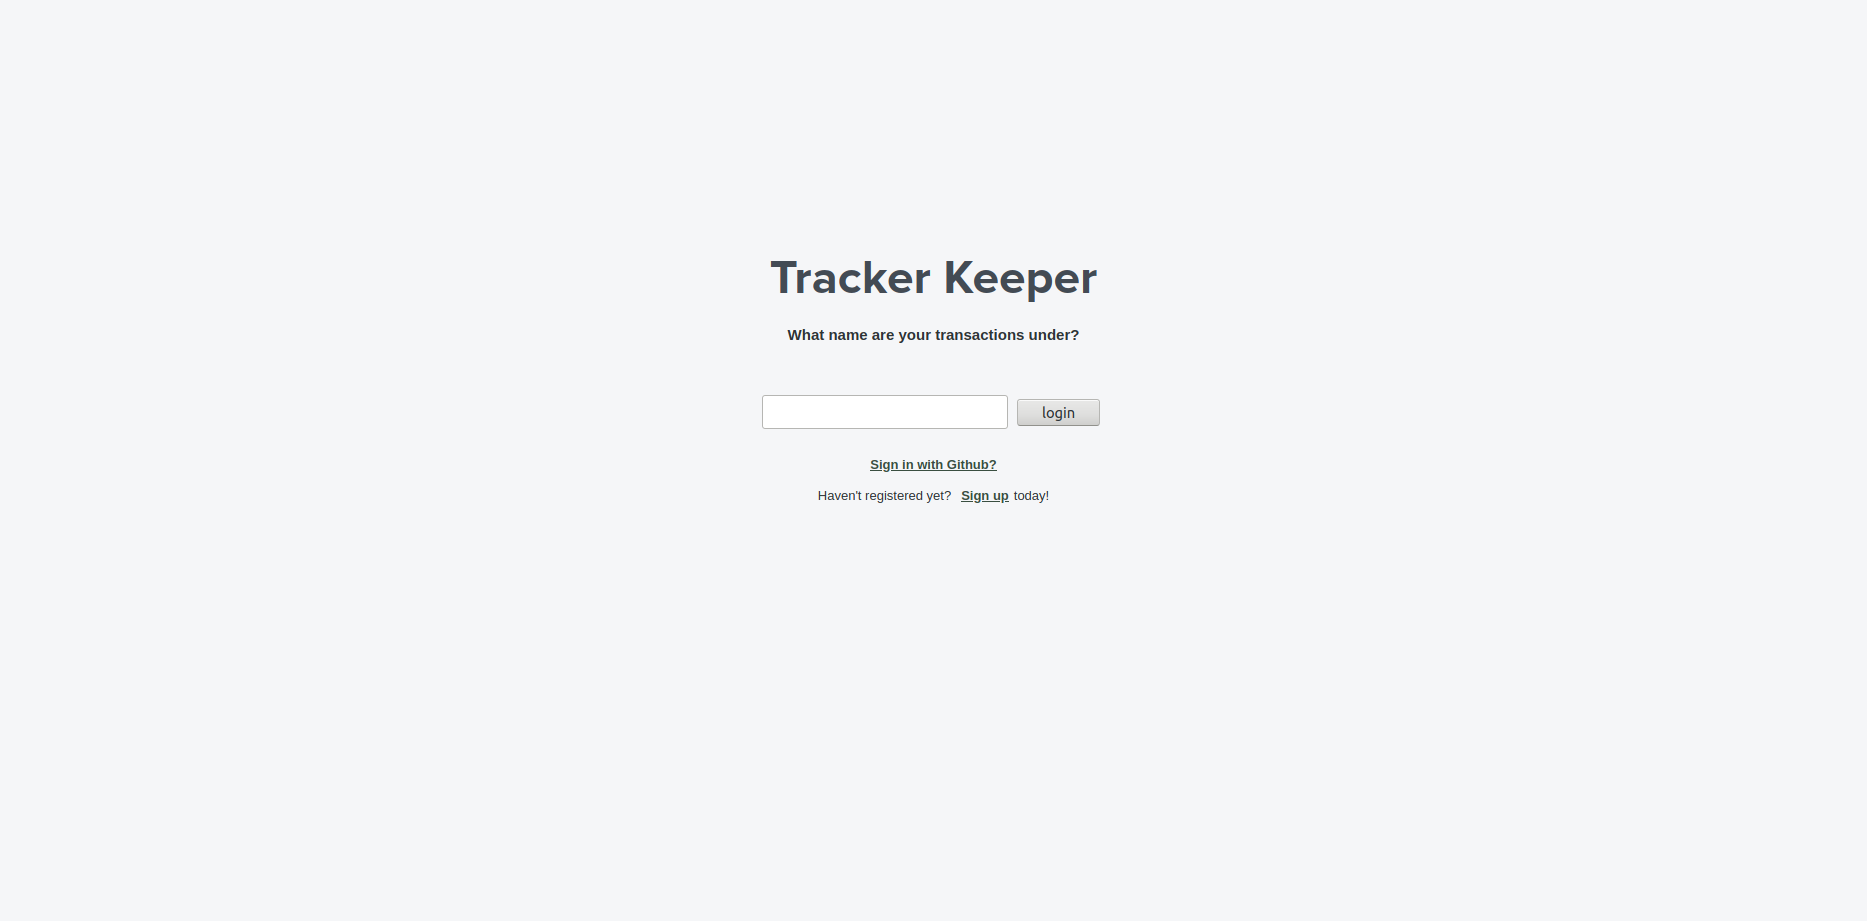 Tracker Keeper
What name are your transactions under?
login
Sign in with Github?
Haven't registered yet? Sign up today!